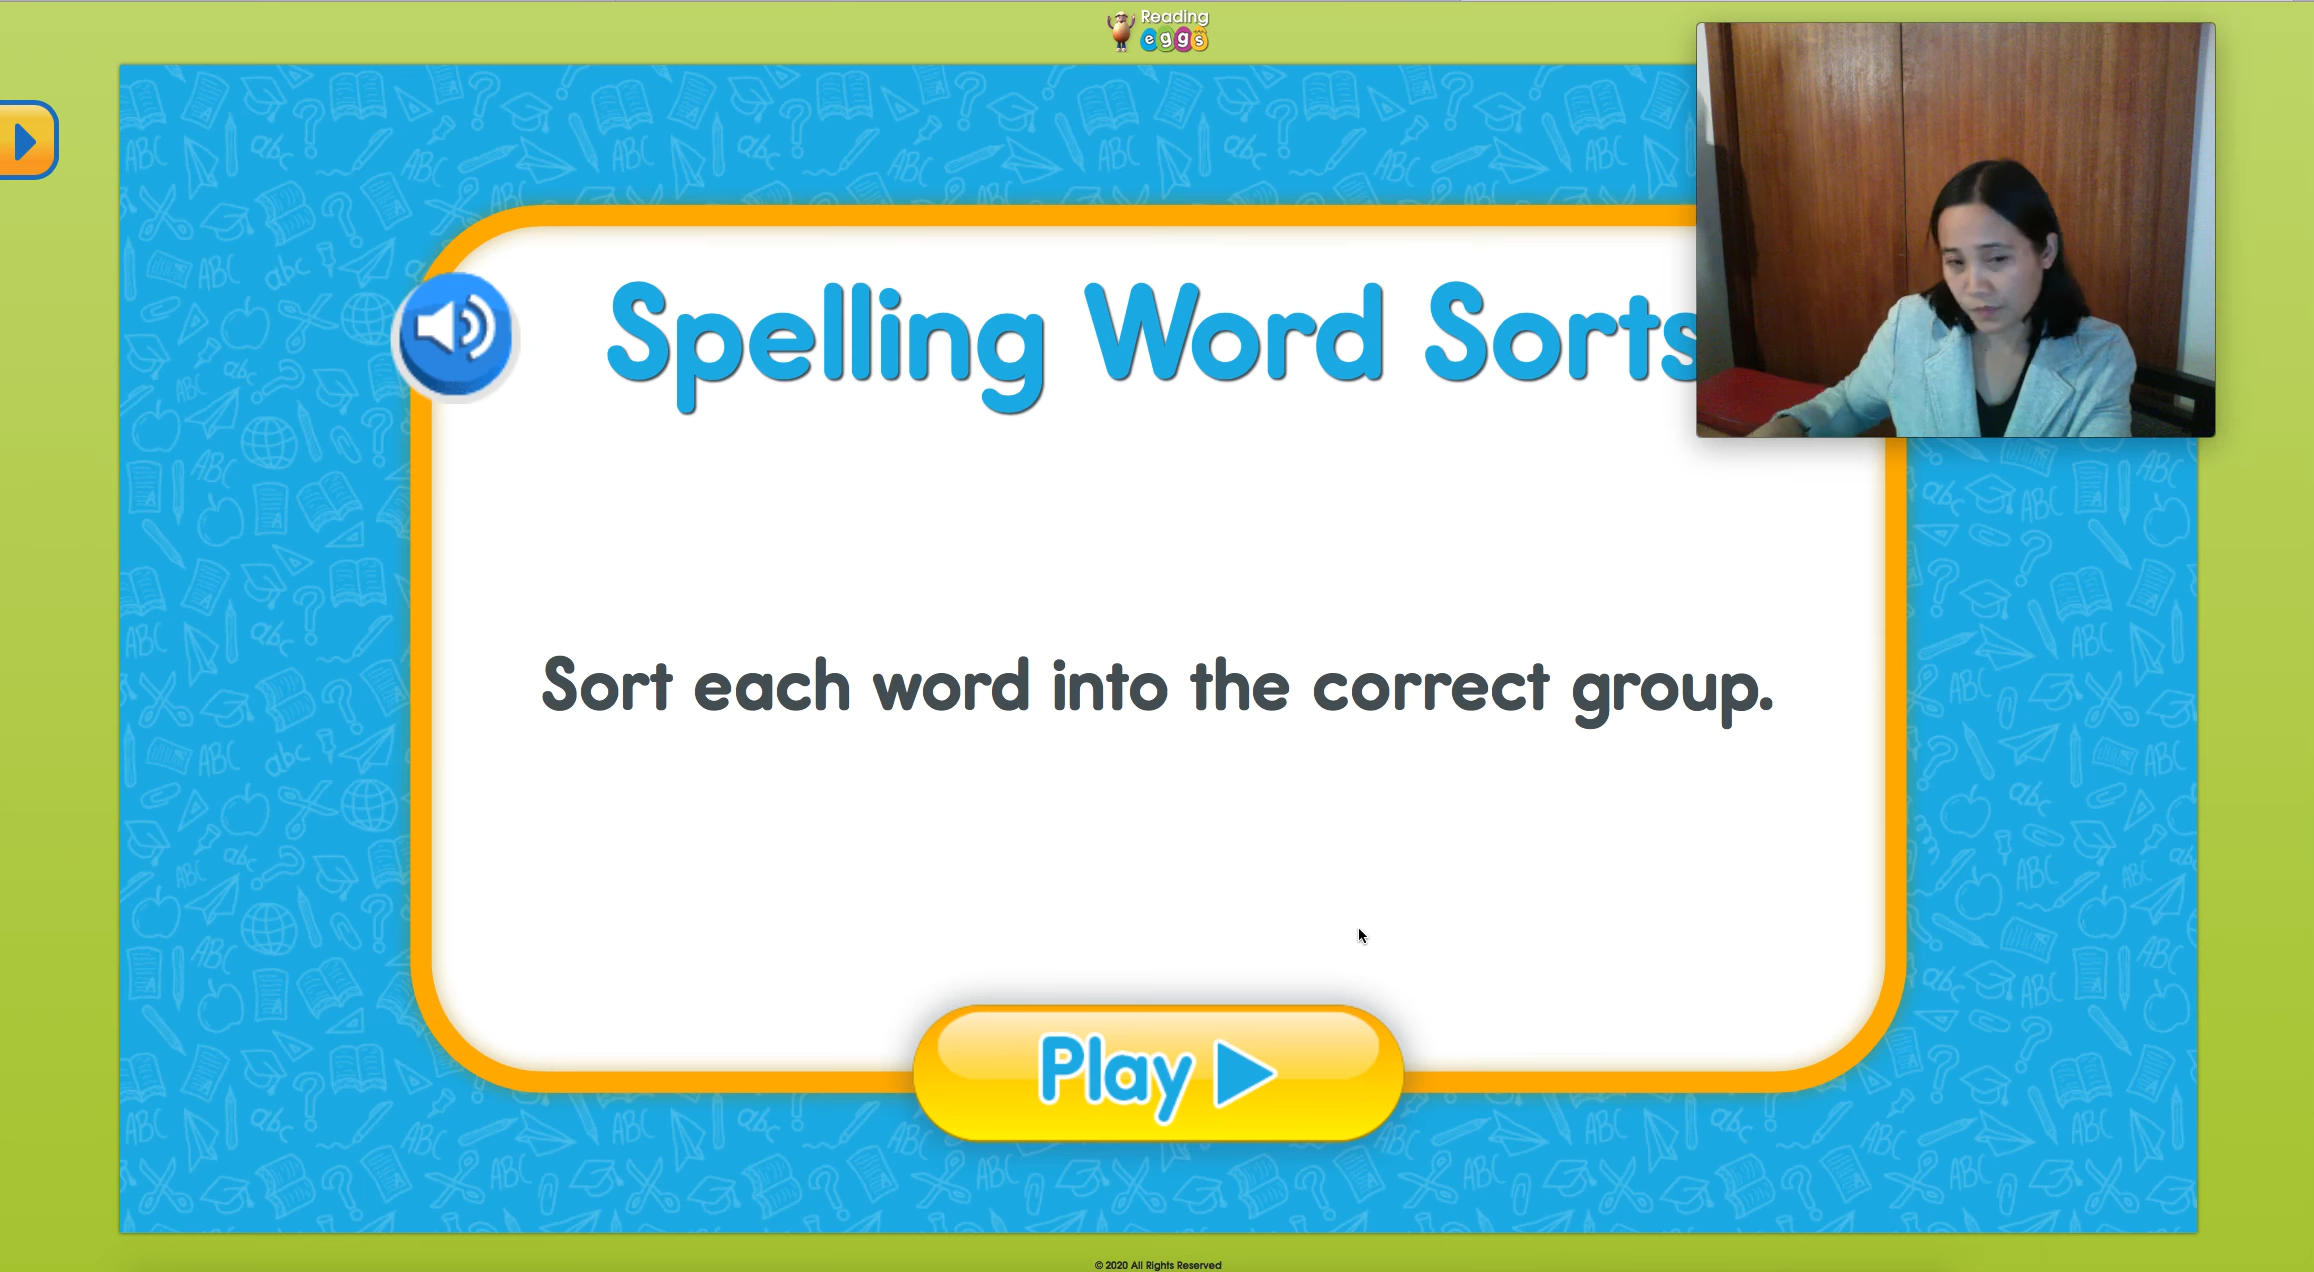 Reading
eggs
Spelling Word Sorts
Sort each word into the correct group.
Play
© 2020 All Rights Reserved